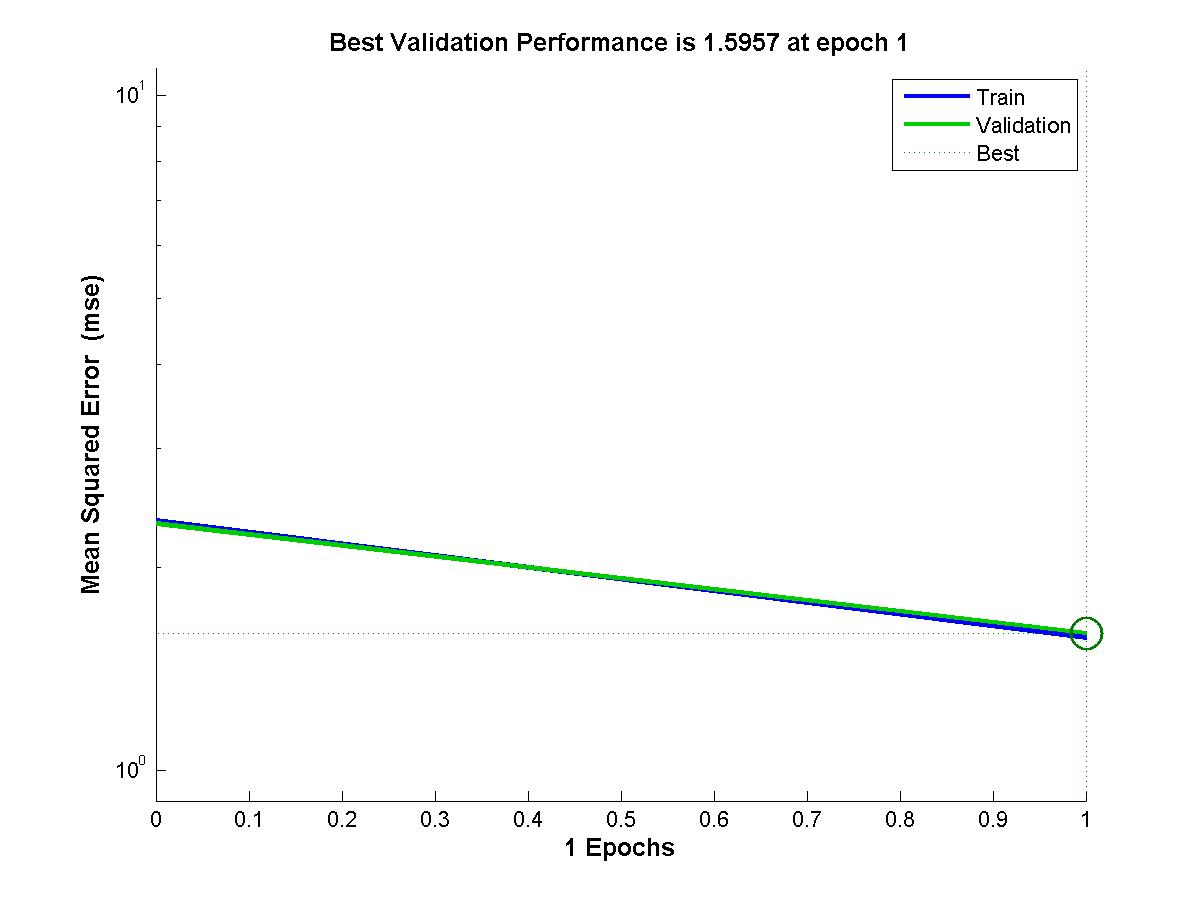 Best Validation Performance is 1.5957 at epoch 1
10^1
Train
Validation
Best
Mean Squared Error (mse)
10^0
0 0.1 0.2 0.3 0.4 0.5 0.6 0.7 0.8 0.9 1
1 Epochs